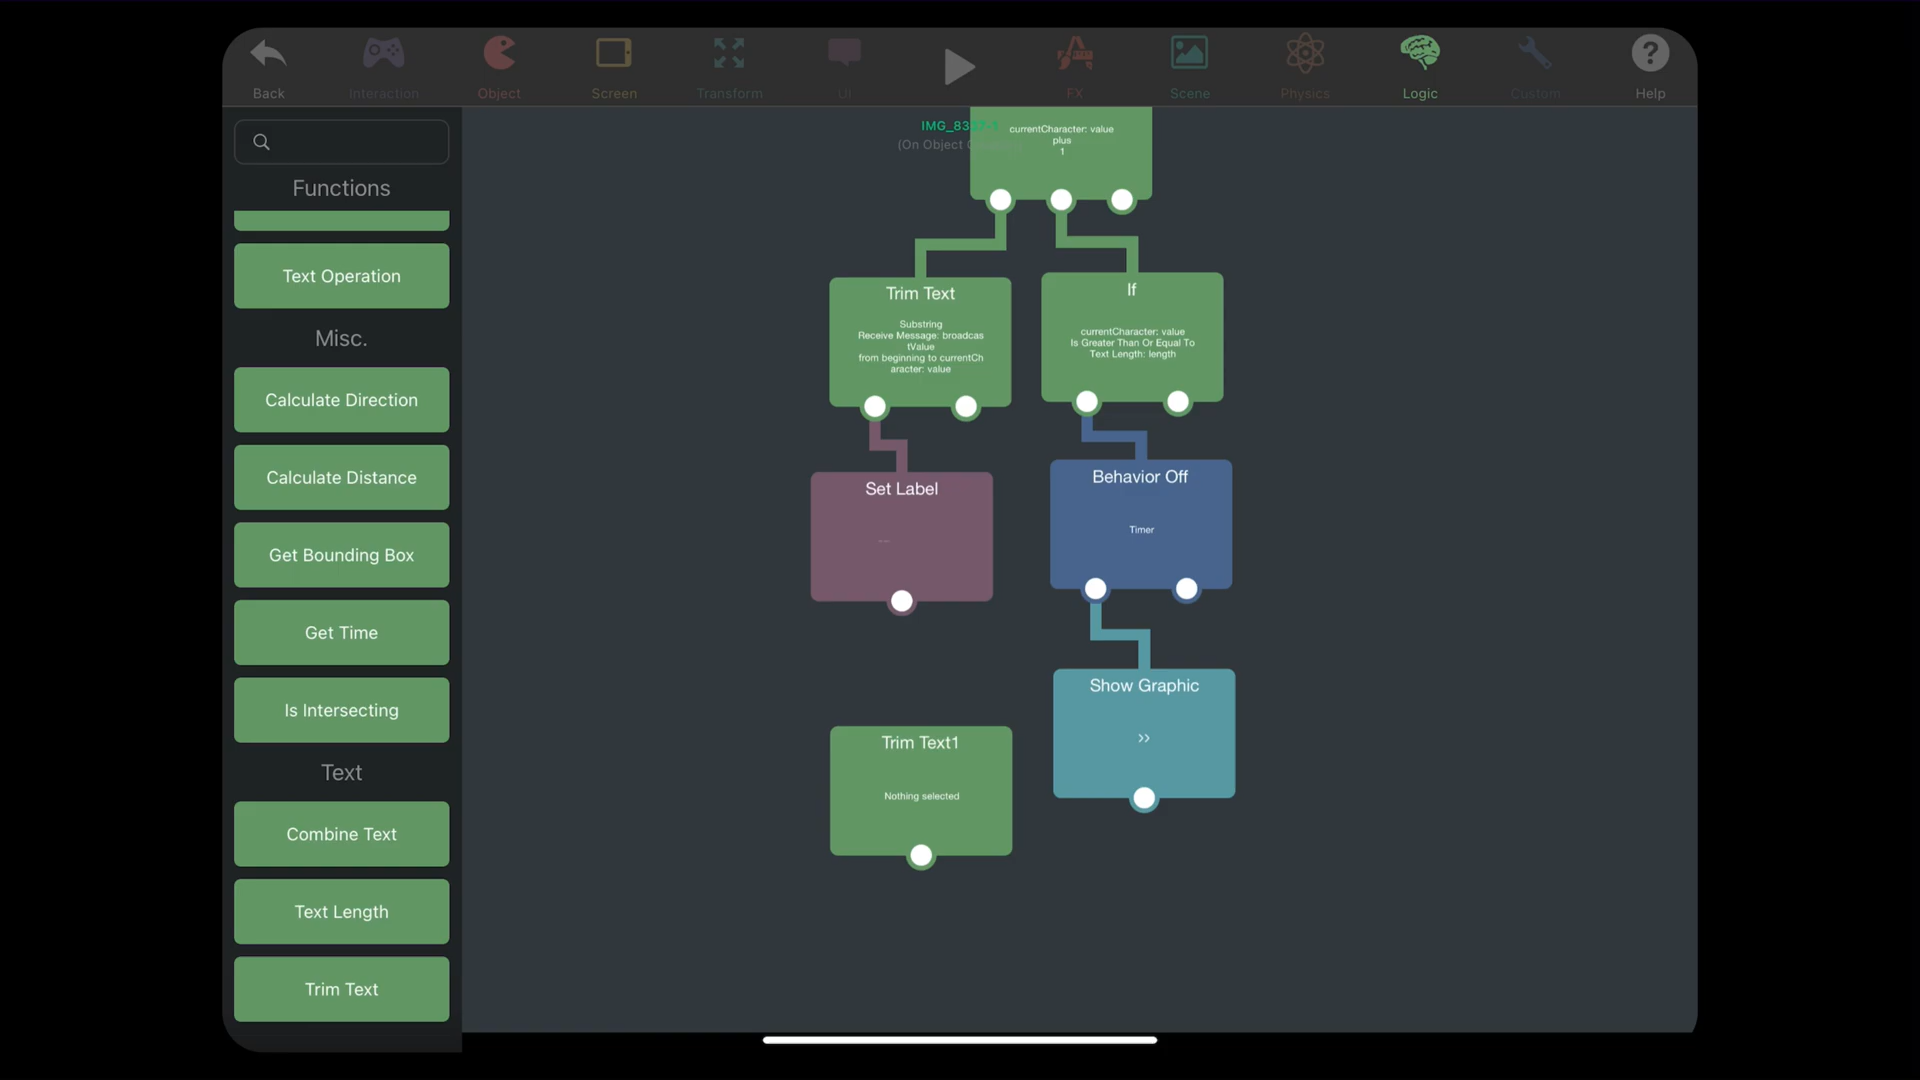 Back
Interaction
Object
Screen
Transform
UI
FX
Scene
Physics
Logic
Custom
Help
Functions
Text Operation
Misc.
Calculate Direction
Calculate Distance
Get Bounding Box
Get Time
Is Intersecting
Text
Combine Text
Text Length
Trim Text
(On Object
currentCharacter: value
plus
1
Trim Text
Substring
Receive Message: broadcas
tValue
from beginning to currentCh
aracter: value
If
currentCharacter: value
Is Greater Than Or Equal To
Text Length: length
Set Label
Behavior Off
Timer
Show Graphic
>>
Trim Text1
Nothing selected